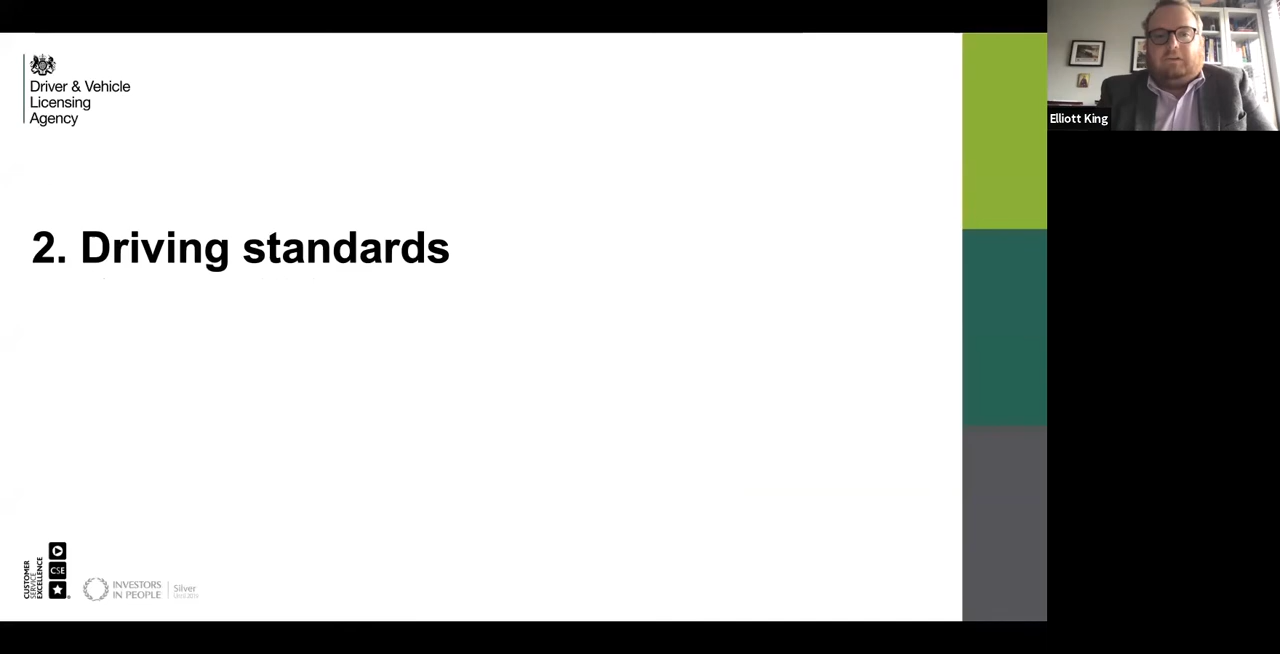 Driver & Vehicle
Licensing
Agency
Elliott King
2. Driving standards
CUSTOMER
SERVICE
EXCELLENCE
CSE
®
INVESTORS
IN PEOPLE
Silver